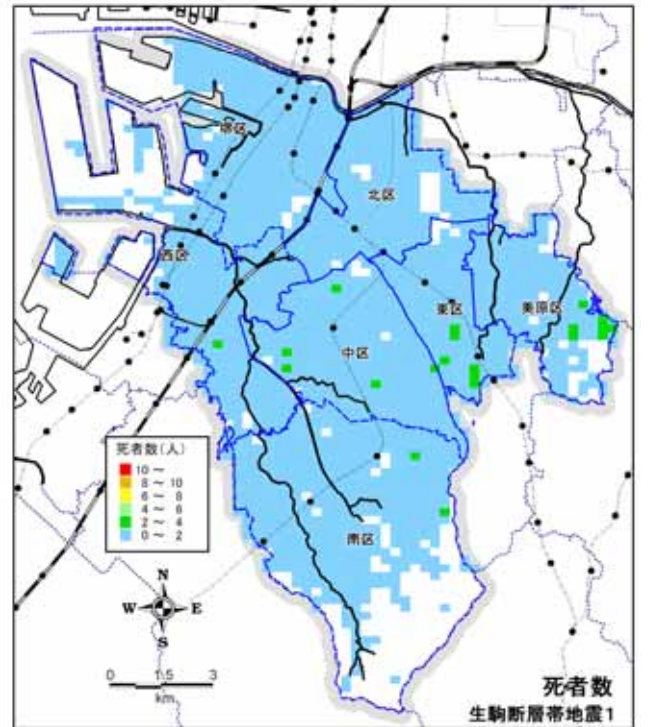 堺区
北区
西区
東区
美原区
中区
南区
死者数(人)
10 ～
8 ～ 10
6 ～ 8
4 ～ 6
2 ～ 4
0 ～ 2
N
W E
S
0 1.5 3
km
死者数
生駒断層帯地震1